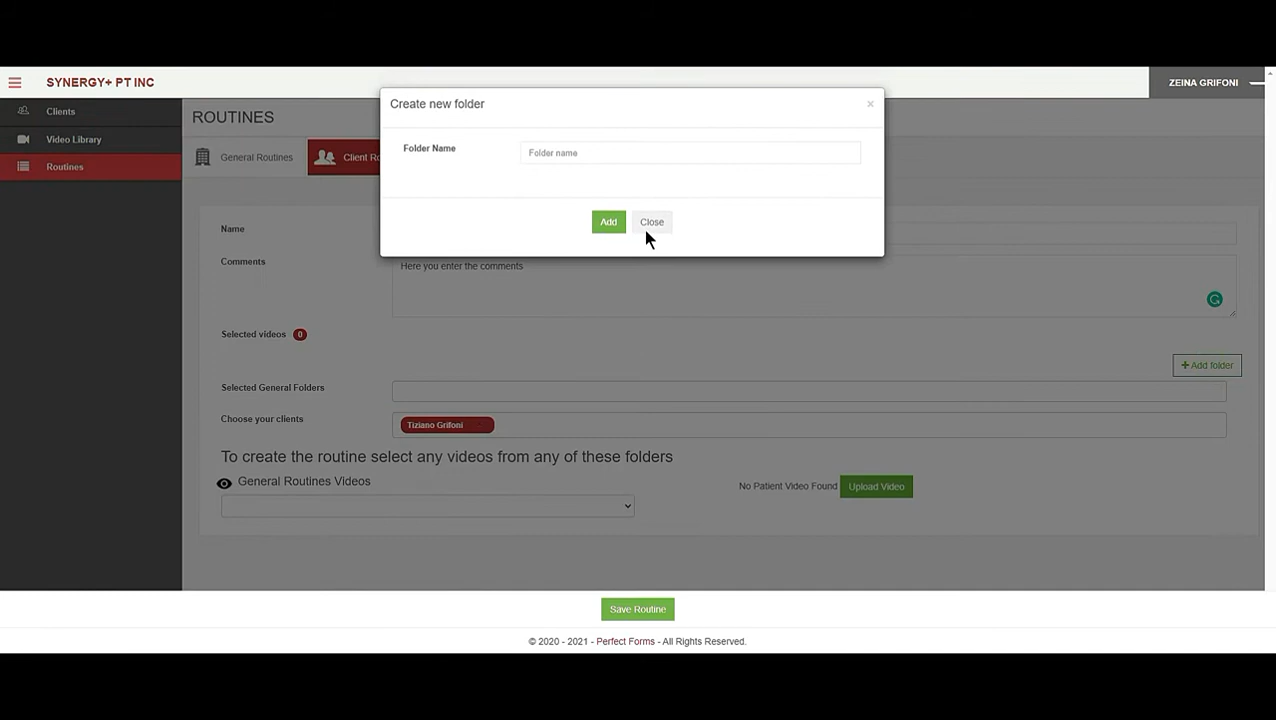 SYNERGY+ PT INC
ZEINA GRIFONI
Create new folder
×
Folder Name
Folder name
Add
Close
Clients
Video Library
Routines
ROUTINES
General Routines
Client Ro
Name
Comments
Here you enter the comments
Selected videos 0
+ Add folder
Selected General Folders
Choose your clients
Tiziano Grifoni
To create the routine select any videos from any of these folders
General Routines Videos
No Patient Video Found
Upload Video
Save Routine
© 2020 - 2021 - Perfect Forms - All Rights Reserved.